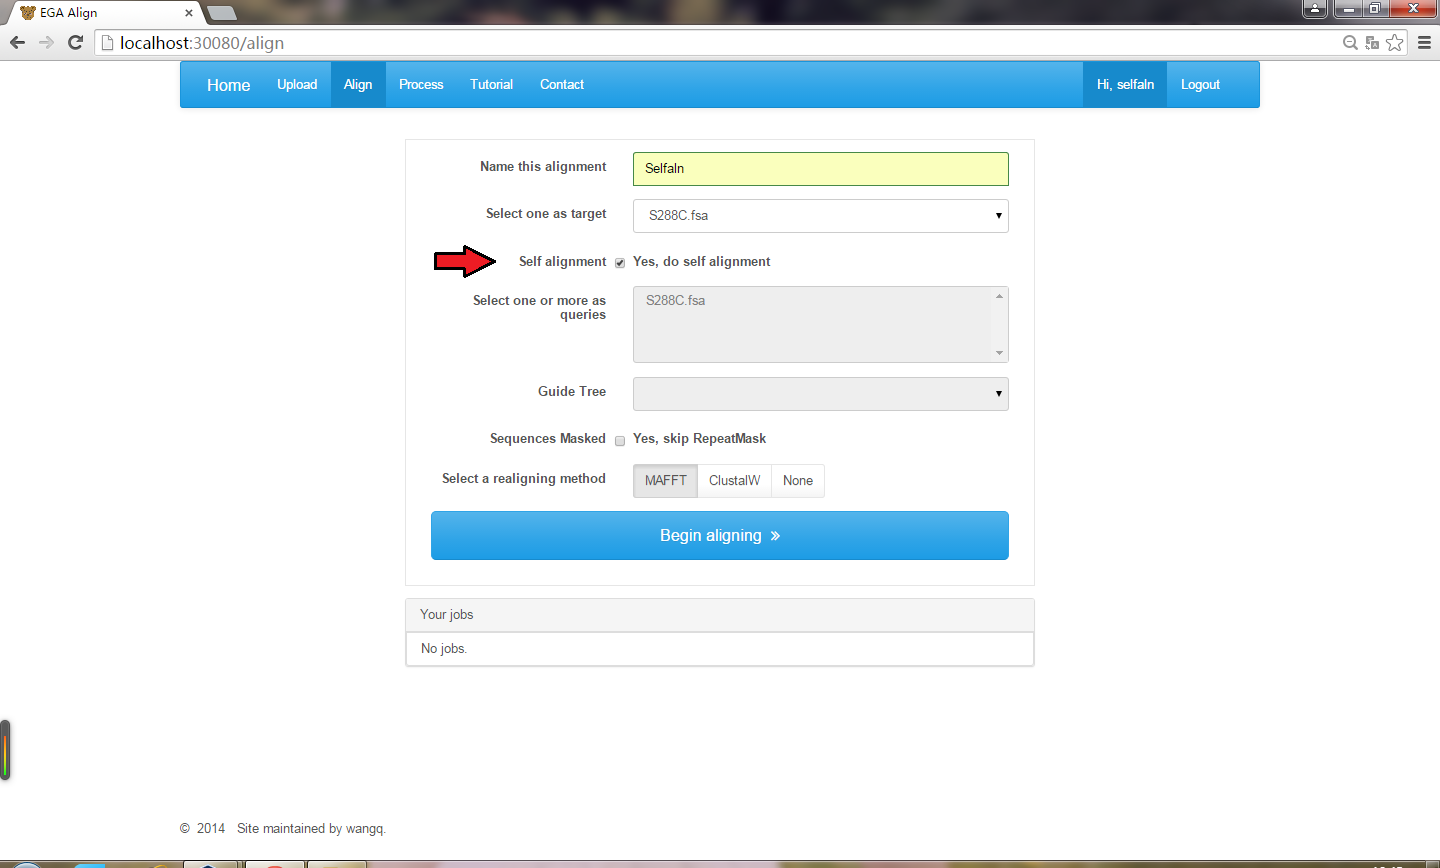 EGA Align
localhost:30080/align
Home Upload Align Process Tutorial Contact Hi, selfaln Logout
Name this alignment Selfaln
Select one as target S288C.fsa
Self alignment Yes, do self alignment
Select one or more as
queries
S288C.fsa
Guide Tree
Sequences Masked Yes, skip RepeatMask
Select a realigning method MAFFT ClustalW None
Begin aligning »
Your jobs
No jobs.
© 2014 Site maintained by wangq.